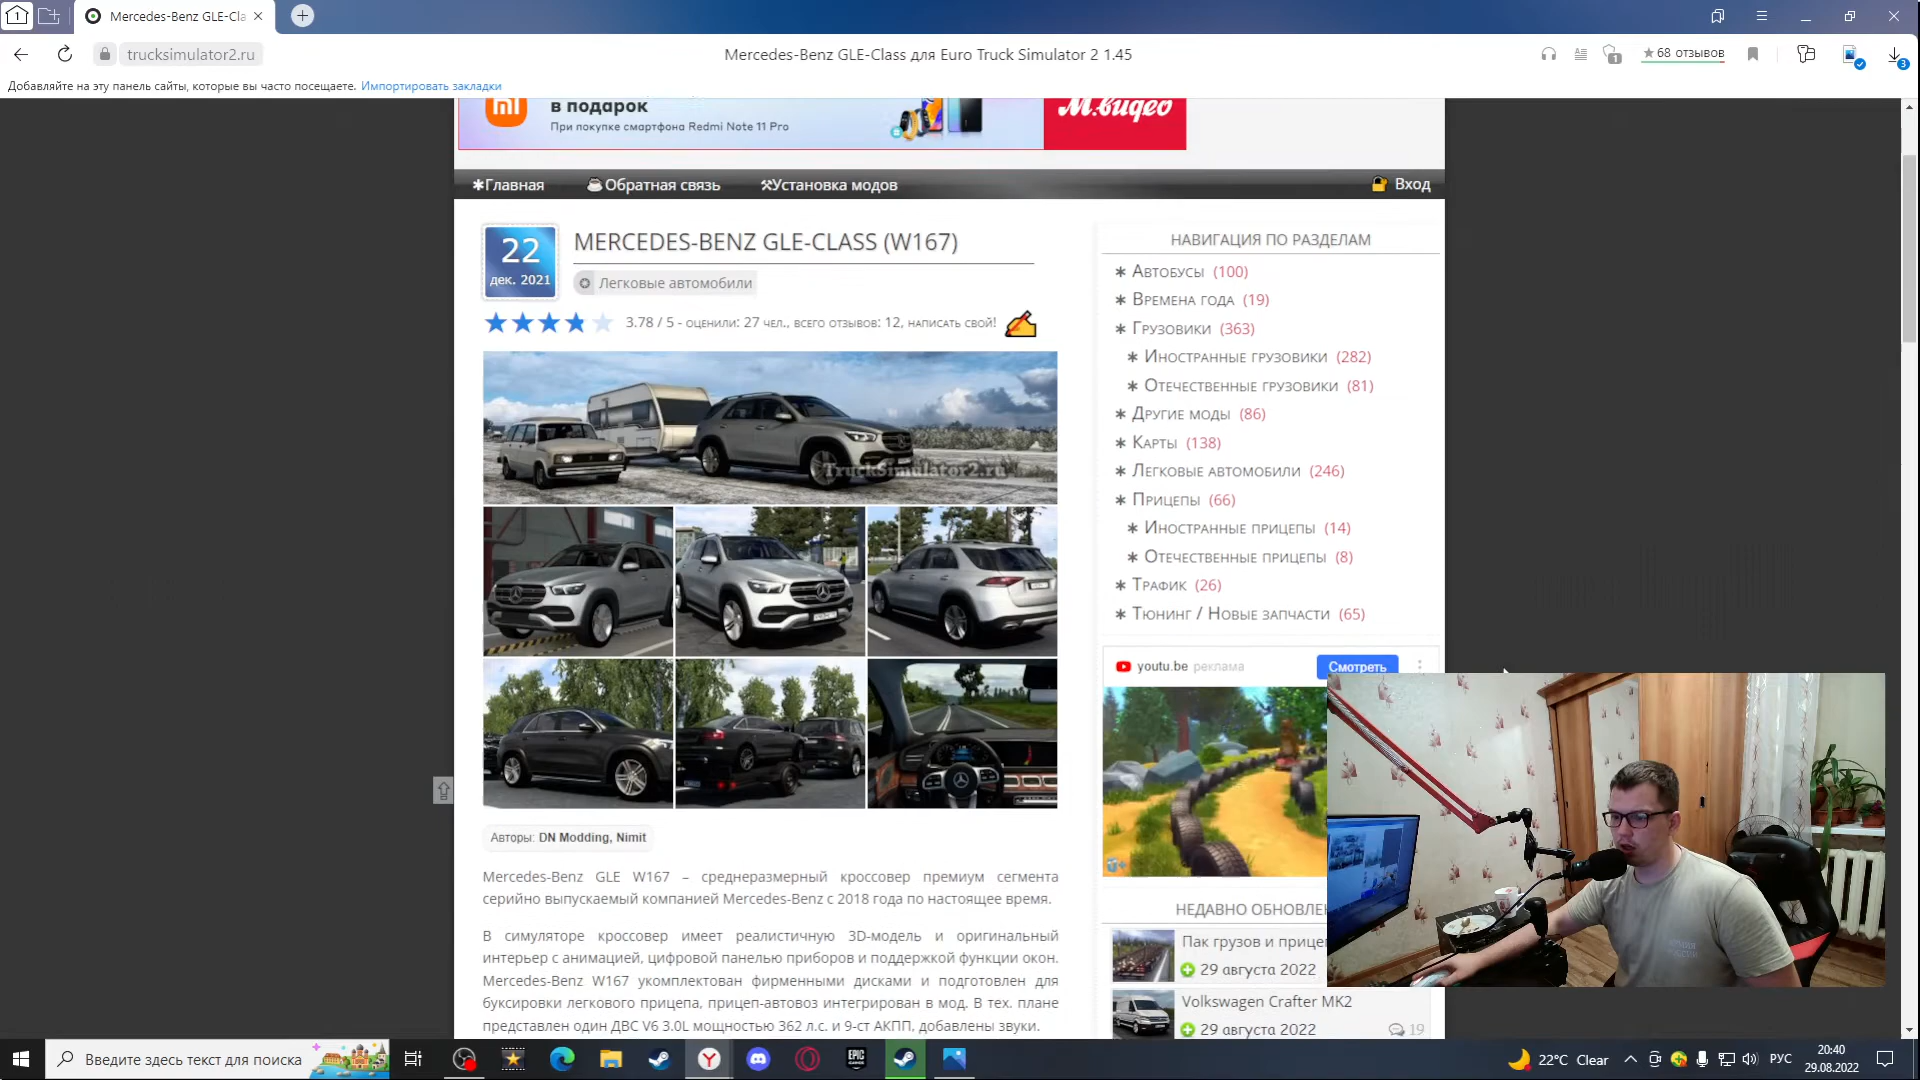 1
Mercedes-Benz GLE-Cla
trucksimulator2.ru
Mercedes-Benz GLE-Class для Euro Truck Simulator 2 1.45
1
★ 68 отзывов
3
Добавляйте на эту панель сайты, которые вы часто посещаете. Импортировать закладки
в подарок
При покупке смартфона Redmi Note 11 Pro
М.видео
Главная
Обратная связь
Установка модов
Вход
22
дек. 2021
MERCEDES-BENZ GLE-CLASS (W167)
Легковые автомобили
3.78 / 5 - оценили: 27 чел., всего отзывов: 12, написать свой!
TruckSimulator2.ru
Авторы: DN Modding, Nimit
Mercedes-Benz GLE W167 – среднеразмерный кроссовер премиум сегмента
серийно выпускаемый компанией Mercedes-Benz с 2018 года по настоящее время.
В симуляторе кроссовер имеет реалистичную 3D-модель и оригинальный
интерьер с анимацией, цифровой панелью приборов и поддержкой функции окон.
Mercedes-Benz W167 укомплектован фирменными дисками и подготовлен для
буксировки легкового прицепа, прицеп-автовоз интегрирован в мод. В тех. плане
представлен один ДВС V6 3.0L мощностью 362 л.с. и 9-ст АКПП, добавлены звуки.
НАВИГАЦИЯ ПО РАЗДЕЛАМ
∗ Автобусы (100)
∗ Времена года (19)
∗ Грузовики (363)
∗ Иностранные грузовики (282)
∗ Отечественные грузовики (81)
∗ Другие моды (86)
∗ Карты (138)
∗ Легковые автомобили (246)
∗ Прицепы (66)
∗ Иностранные прицепы (14)
∗ Отечественные прицепы (8)
∗ Трафик (26)
∗ Тюнинг / Новые запчасти (65)
youtu.be реклама
Смотреть
НЕДАВНО ОБНОВЛЕН
Пак грузов и прице
29 августа 2022
Volkswagen Crafter MK2
29 августа 2022
19
Введите здесь текст для поиска
EPIC
GAMES
22°C Clear
РУС
20:40
29.08.2022